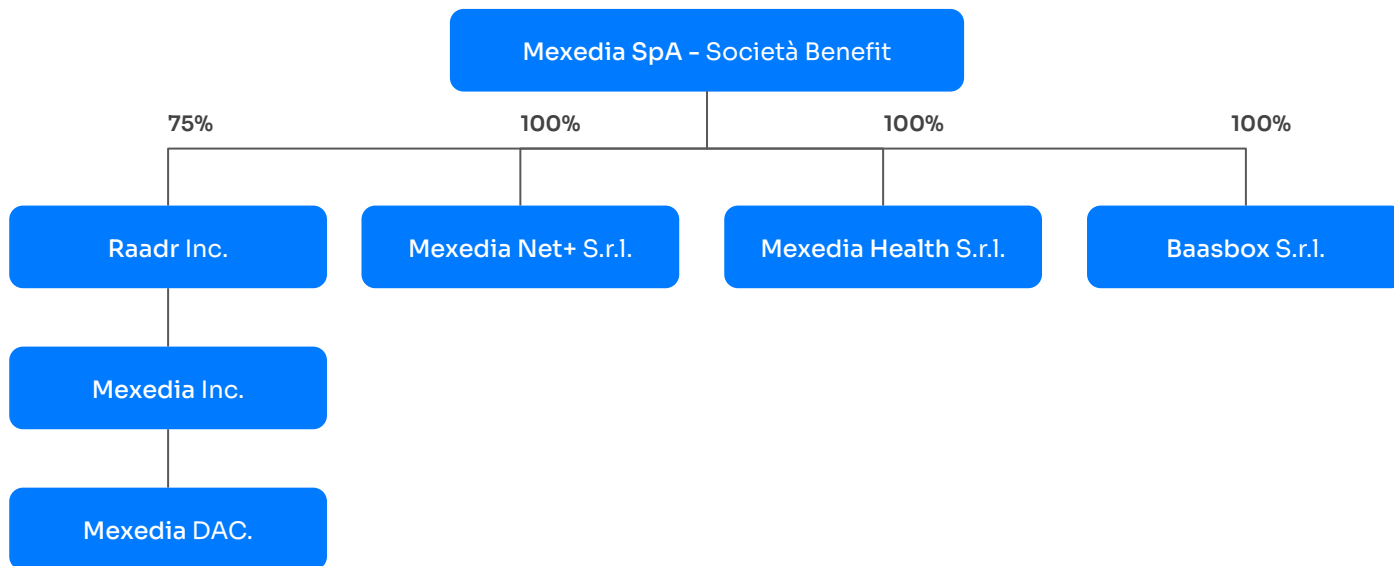 Mexedia SpA - Società Benefit
75%
100%
100%
100%
Raadr Inc.
Mexedia Net+ S.r.l.
Mexedia Health S.r.l.
Baasbox S.r.l.
Mexedia Inc.
Mexedia DAC.